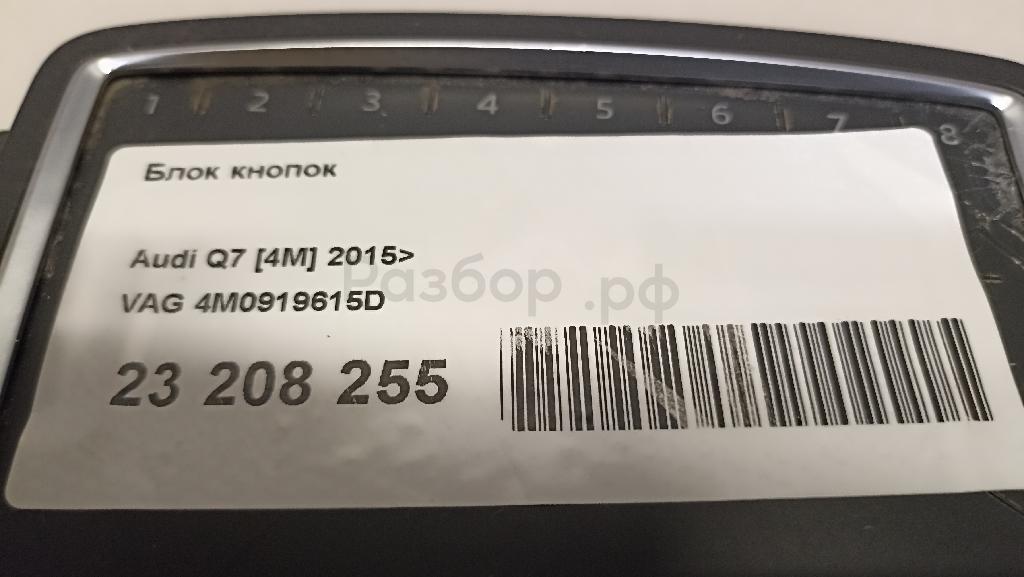 1 2 3 4 5 6 7 8
Блок кнопок
Audi Q7 [4M] 2015>
Разбор.рф
VAG 4M0919615D
23 208 255